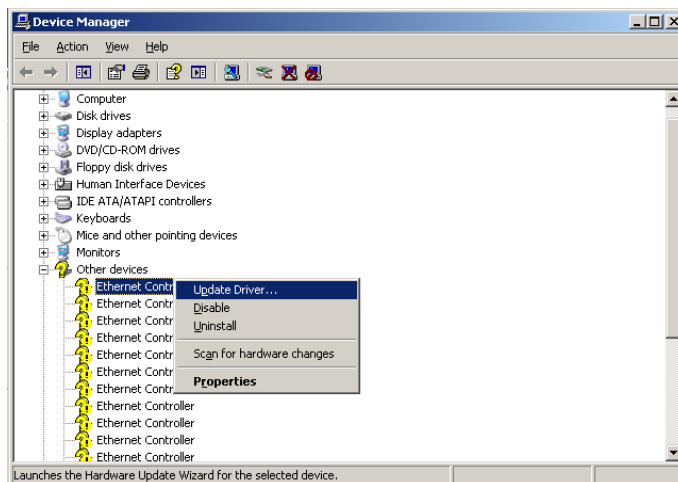 Device Manager
File Action View Help
Computer
Disk drives
Display adapters
DVD/CD-ROM drives
Floppy disk drives
Human Interface Devices
IDE ATA/ATAPI controllers
Keyboards
Mice and other pointing devices
Monitors
Other devices
Ethernet Contr
Update Driver...
Ethernet Contr
Disable
Ethernet Contr
Uninstall
Ethernet Contr
Ethernet Contr
Scan for hardware changes
Ethernet Contr
Ethernet Contr
Properties
Ethernet Controller
Ethernet Controller
Ethernet Controller
Ethernet Controller
Launches the Hardware Update Wizard for the selected device.